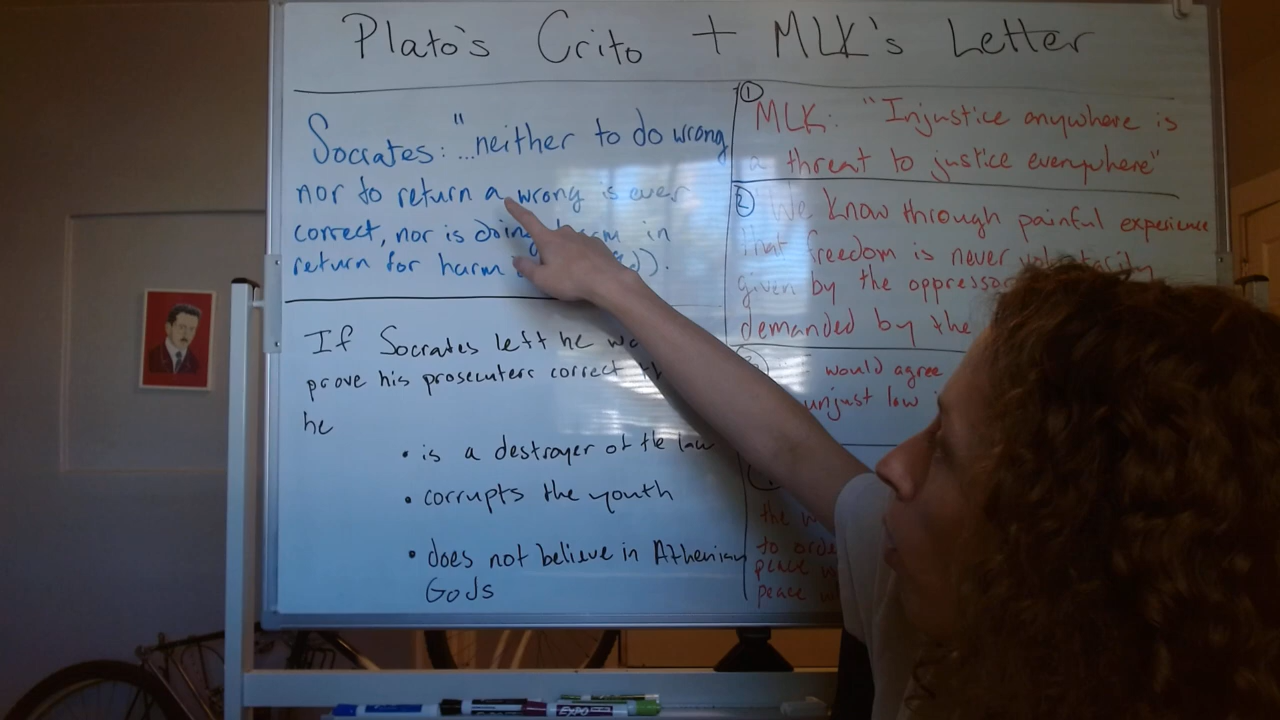 Plato's Crito + MLK's Letter
Socrates: "...neither to do wrong
nor to return a wrong is ever
correct, nor is doing harm in
return for harm
If Socrates left he
prove his prosecuters correct
he
• is a destroyer of the law
• corrupts the youth
• does not believe in Athenian
Gods
1
MLK: "Injustice anywhere is
a threat to justice everywhere"
2
"We know through painful experience
that freedom is never voluntarily
given by the oppressor
demanded by the
would agree
unjust law
the
to
peace
peace
EXPO